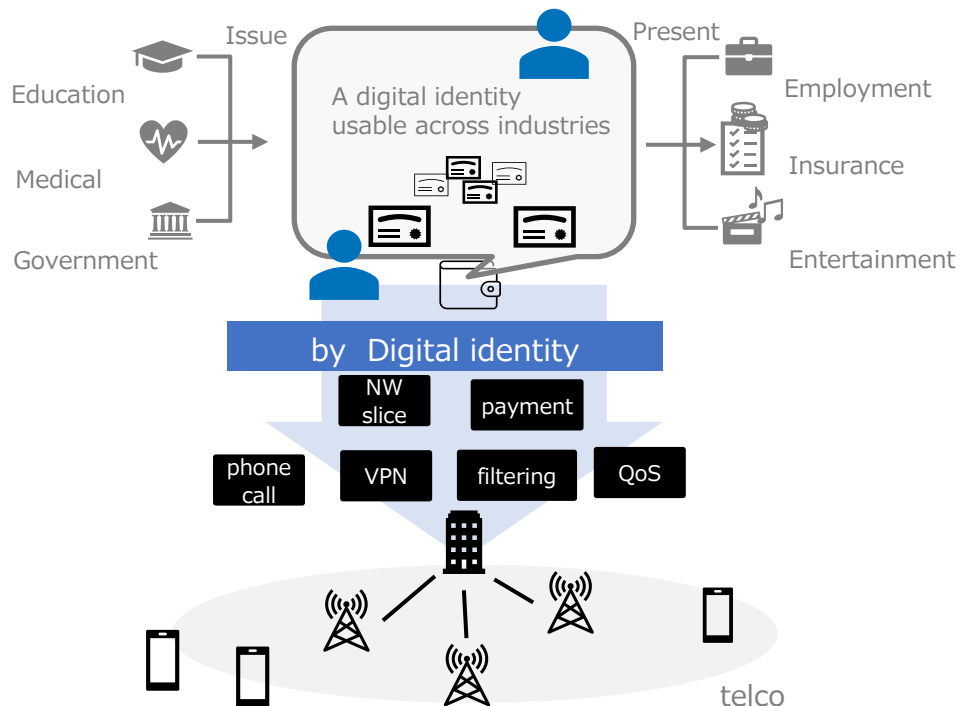 Issue
Present
Education
Medical
Government
A digital identity
usable across industries
Employment
Insurance
Entertainment
by Digital identity
NW
slice
payment
phone
call
VPN
filtering
QoS
telco